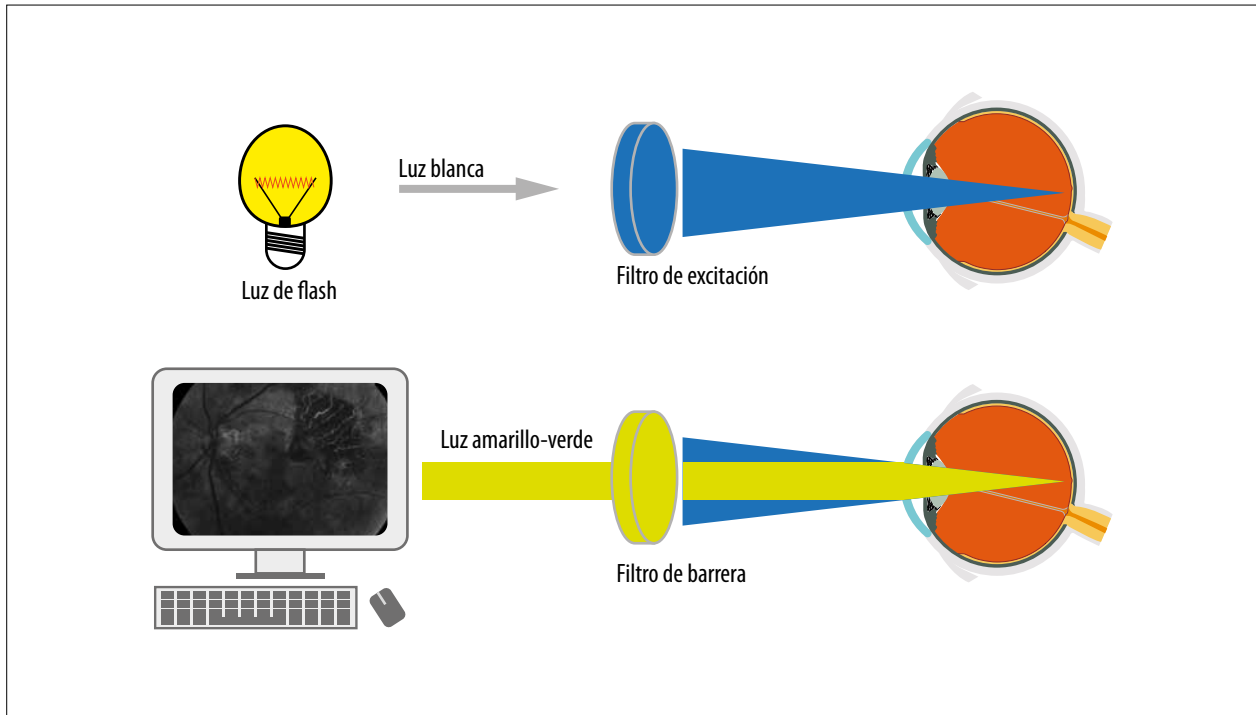 Luz blanca
Luz de flash
Filtro de excitación
Luz amarillo-verde
Filtro de barrera